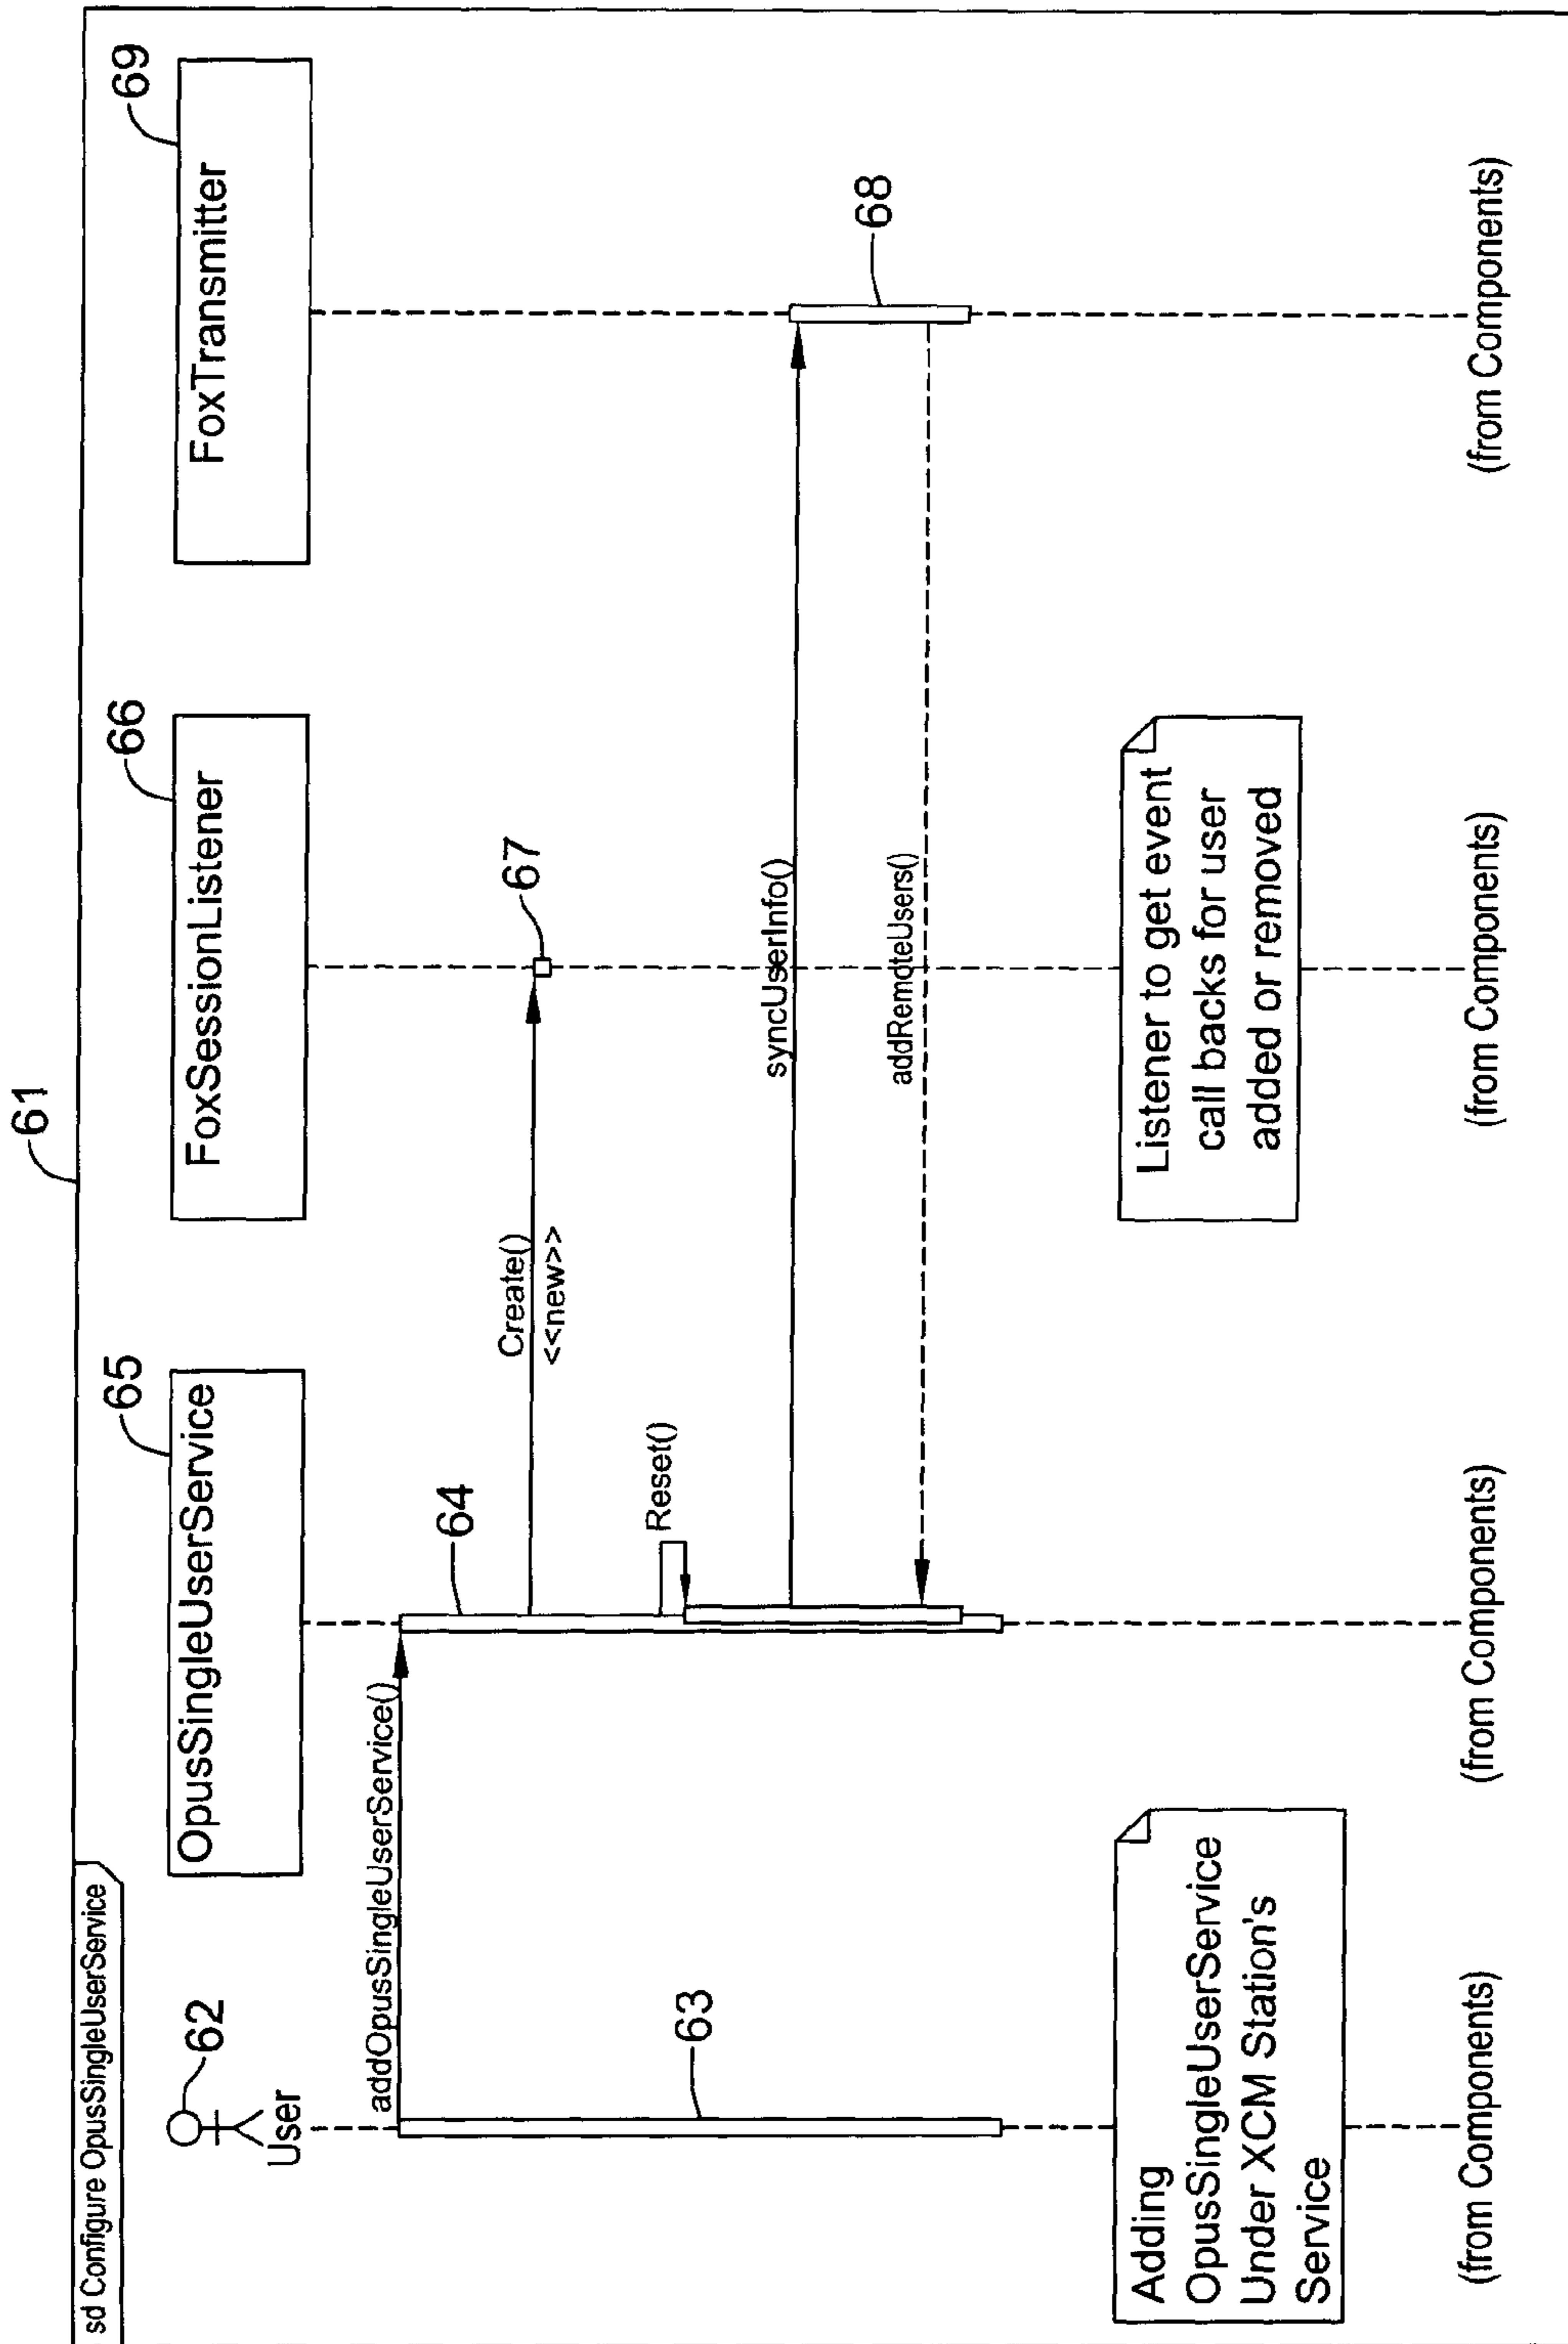 61
sd Configure OpusSingleUserService
62
User
65
OpusSingleUserService
66
FoxSessionListener
69
FoxTransmitter
addOpusSingleUserService()
64
Create()
<<new>>
67
63
Reset()
syncUserInfo()
68
addRemoteUsers()
Adding
OpusSingleUserService
Under XCM Station's
Service
Listener to get event
call backs for user
added or removed
(from Components)
(from Components)
(from Components)
(from Components)